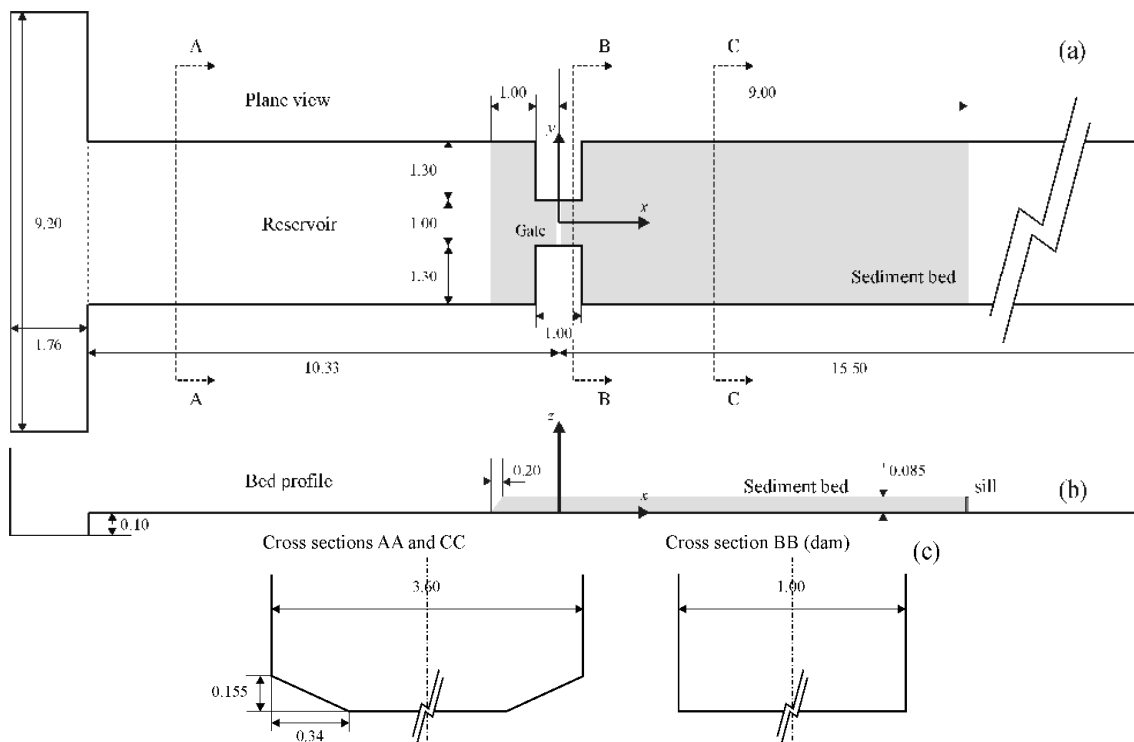 A
B
C
(a)
Plane view
1.00
9.00
y
1.30
9.20
Reservoir
1.00
x
Gate
1.30
Sediment bed
1.76
1.00
10.33
15.50
A
B
C
z
Bed profile
0.20
Sediment bed
0.085
sill
(b)
x
0.10
Cross sections AA and CC
Cross section BB (dam)
(c)
3.60
1.00
0.155
0.34